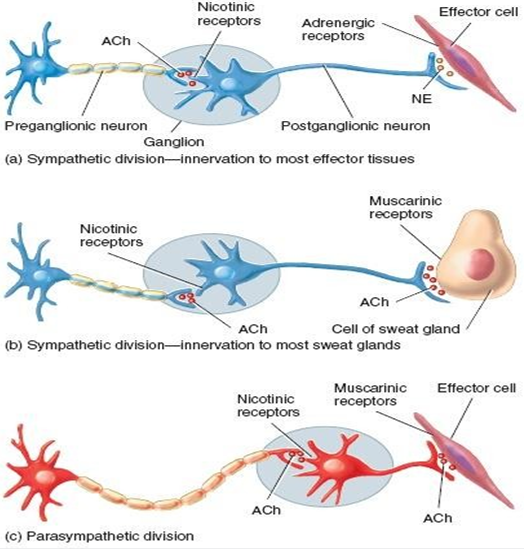 Nicotinic
receptors
ACh
Adrenergic
receptors
Effector cell
NE
Preganglionic neuron
Postganglionic neuron
Ganglion
(a) Sympathetic division—innervation to most effector tissues
Muscarinic
receptors
Nicotinic
receptors
ACh
ACh
Cell of sweat gland
(b) Sympathetic division—innervation to most sweat glands
Nicotinic
receptors
Muscarinic
receptors
Effector cell
ACh
ACh
(c) Parasympathetic division